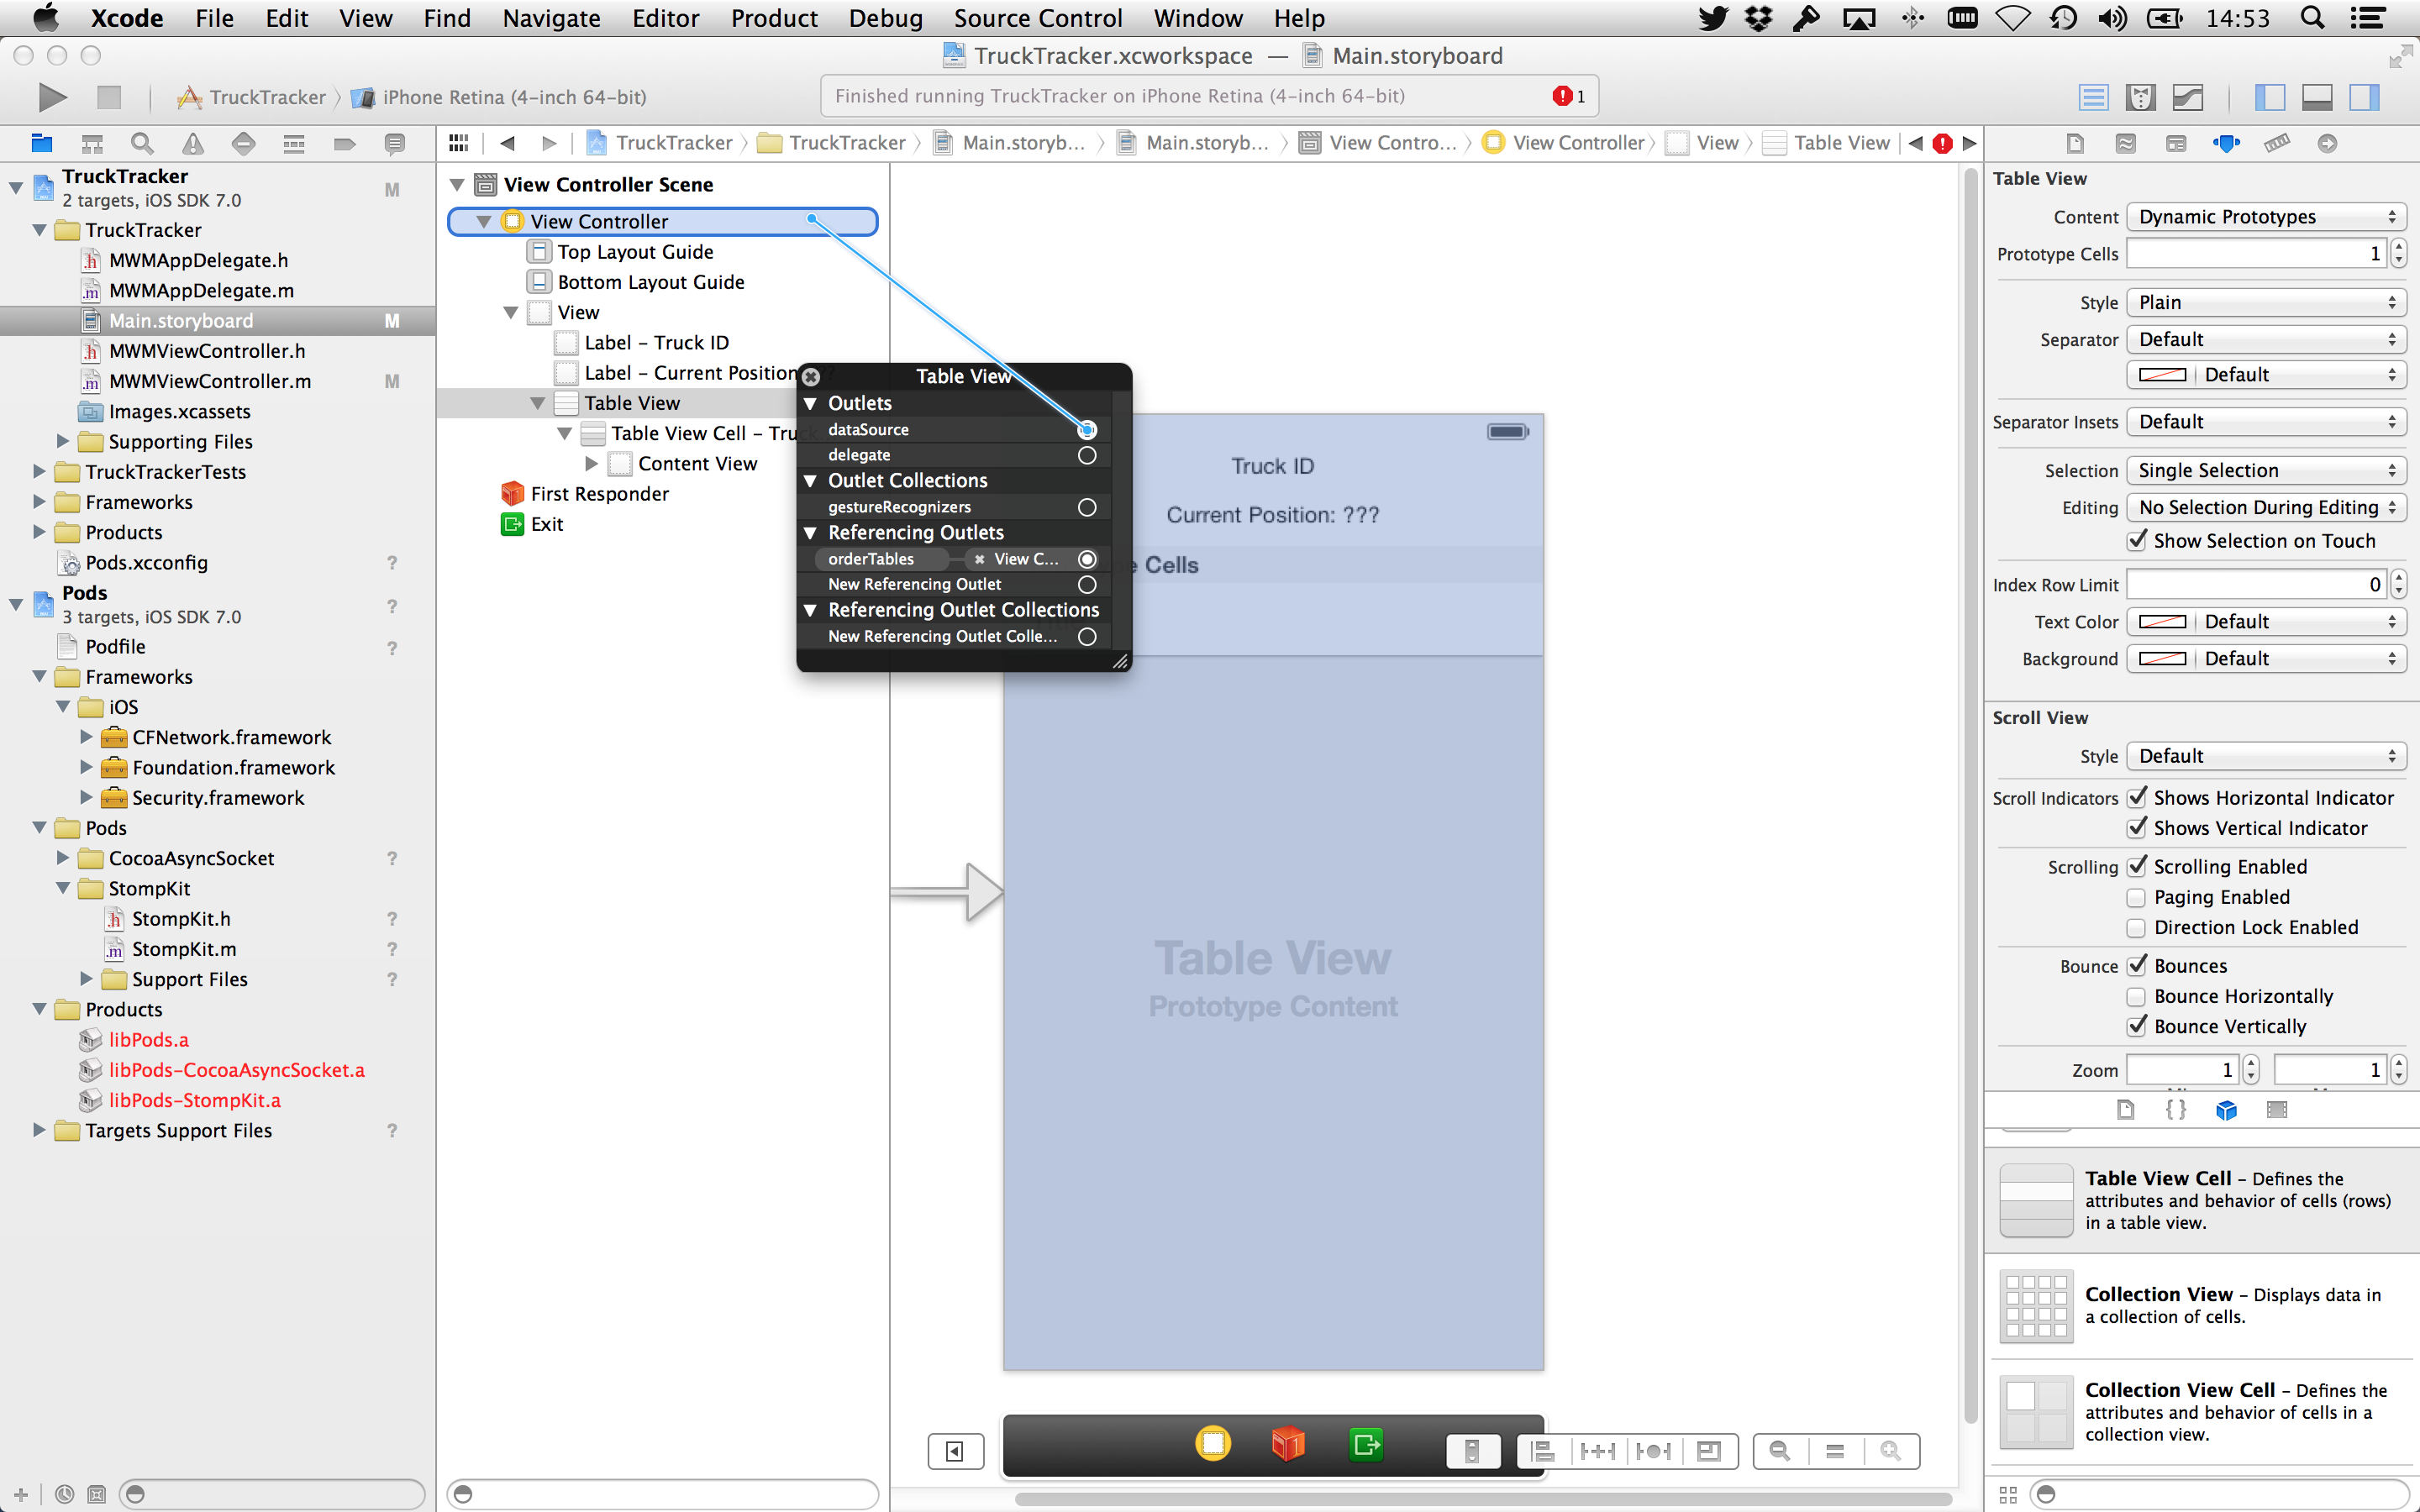 Xcode File Edit View Find Navigate Editor Product Debug Source Control Window Help 14:53
TruckTracker.xcworkspace — Main.storyboard
TruckTracker iPhone Retina (4-inch 64-bit)
Finished running TruckTracker on iPhone Retina (4-inch 64-bit) 1
TruckTracker TruckTracker Main.storyb... Main.storyb... View Contro... View Controller View Table View
TruckTracker M
2 targets, iOS SDK 7.0
TruckTracker
MWMAppDelegate.h
MWMAppDelegate.m
Main.storyboard M
MWMViewController.h
MWMViewController.m M
Images.xcassets
Supporting Files
TruckTrackerTests
Frameworks
Products
Pods.xcconfig ?
Pods
3 targets, iOS SDK 7.0 ?
Podfile ?
Frameworks
iOS
CFNetwork.framework
Foundation.framework
Security.framework
Pods
CocoaAsyncSocket ?
StompKit
StompKit.h ?
StompKit.m ?
Support Files ?
Products
libPods.a
libPods-CocoaAsyncSocket.a
libPods-StompKit.a
Targets Support Files ?
View Controller Scene
View Controller
Top Layout Guide
Bottom Layout Guide
View
Label – Truck ID
Label – Current Position
Table View
Table View Cell – Truck
Content View
First Responder
Exit
Table View
Outlets
dataSource
delegate
Outlet Collections
gestureRecognizers
Referencing Outlets
orderTables View C...
New Referencing Outlet
Referencing Outlet Collections
New Referencing Outlet Colle...
Truck ID
Current Position: ???
e Cells
Table View
Prototype Content
Table View
Content Dynamic Prototypes
Prototype Cells 1
Style Plain
Separator Default
Default
Separator Insets Default
Selection Single Selection
Editing No Selection During Editing
Show Selection on Touch
Index Row Limit 0
Text Color Default
Background Default
Scroll View
Style Default
Scroll Indicators Shows Horizontal Indicator
Shows Vertical Indicator
Scrolling Scrolling Enabled
Paging Enabled
Direction Lock Enabled
Bounce Bounces
Bounce Horizontally
Bounce Vertically
Zoom 1 1
Table View Cell – Defines the
attributes and behavior of cells (rows)
in a table view.
Collection View – Displays data in
a collection of cells.
Collection View Cell – Defines the
attributes and behavior of cells in a
collection view.